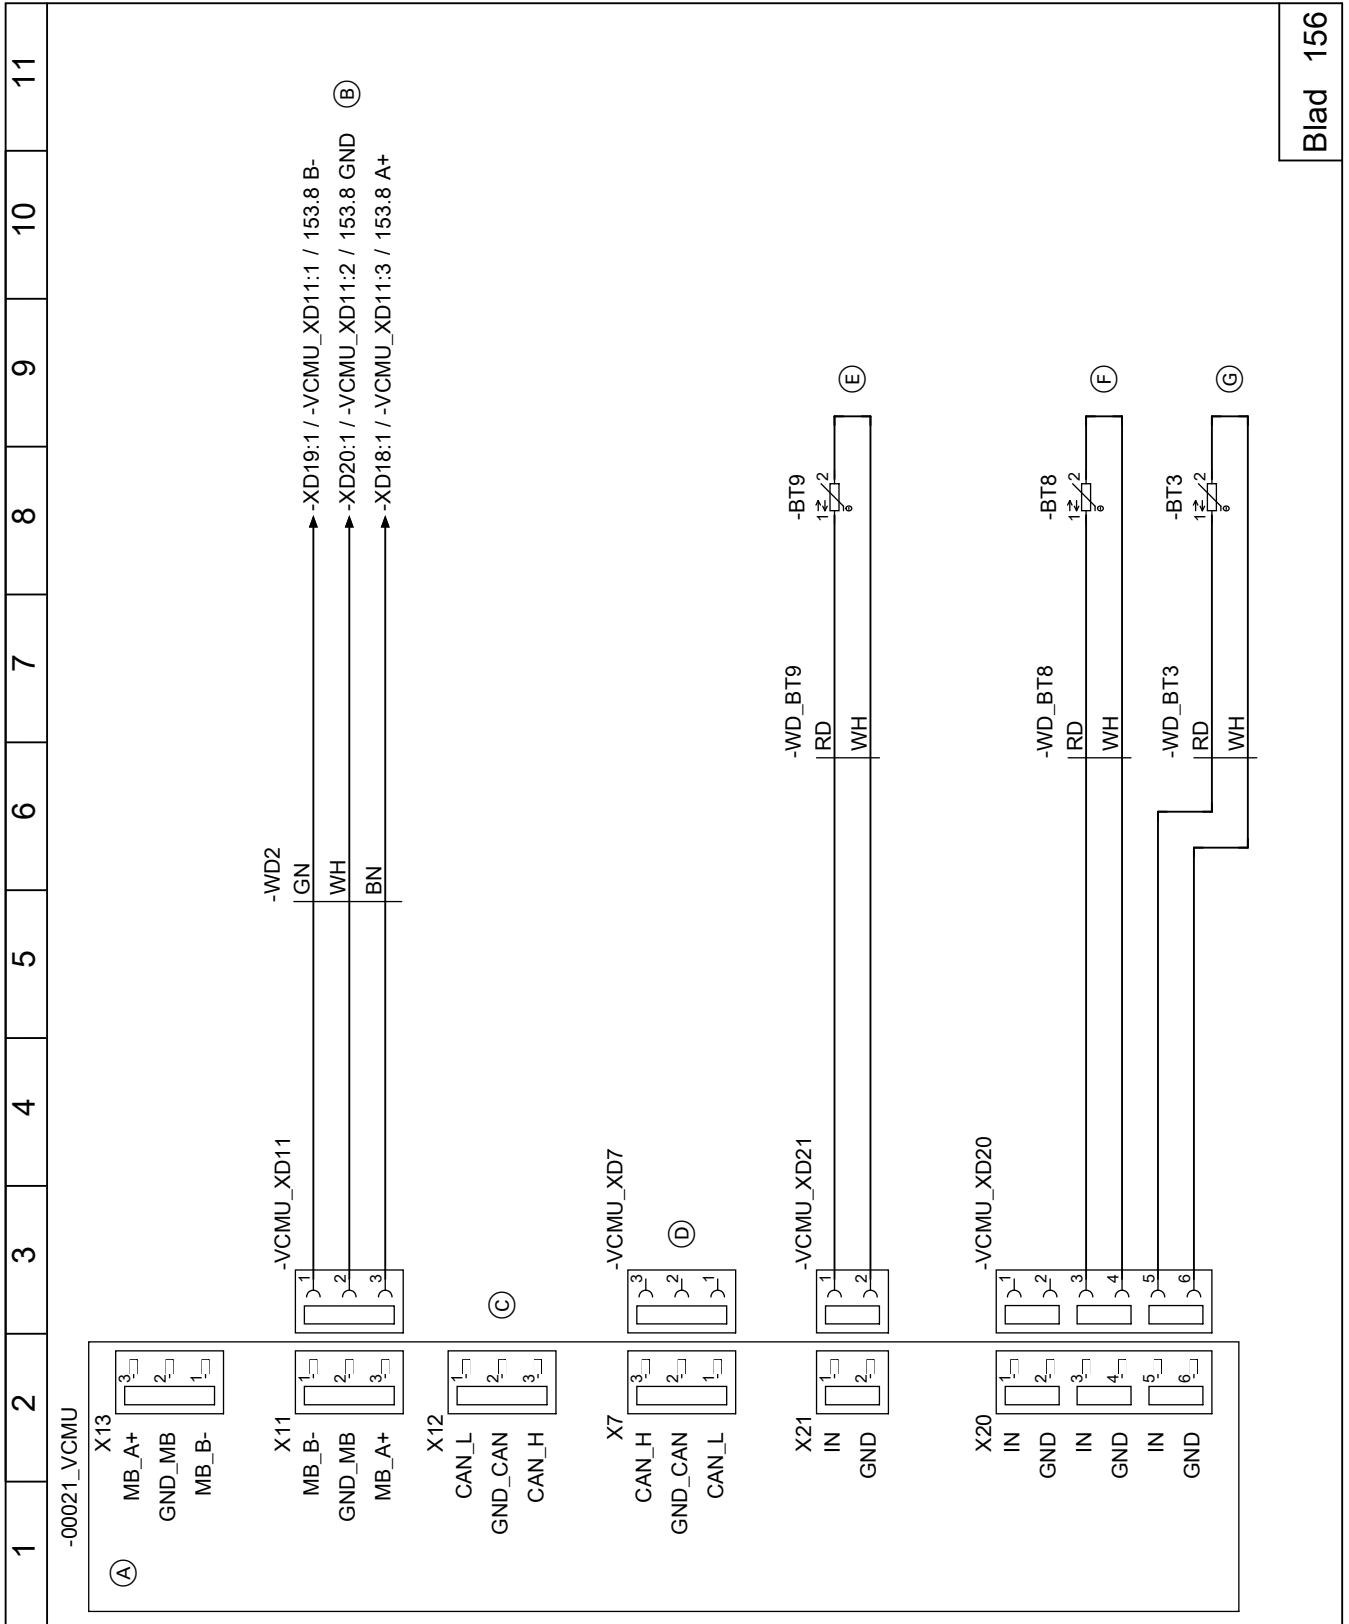 1 2 3 4 5 6 7 8 9 10 11
-00021_VCMU
A
X13
MB_A+ 3
GND_MB 2
MB_B- 1
X11
MB_B- 1
GND_MB 2
MB_A+ 3
-VCMU_XD11
1
2
3
-WD2
GN
WH
BN
-XD19:1 / -VCMU_XD11:1 / 153.8 B-
-XD20:1 / -VCMU_XD11:2 / 153.8 GND
-XD18:1 / -VCMU_XD11:3 / 153.8 A+
B
X12
CAN_L 1
GND_CAN 2
CAN_H 3
C
X7
CAN_H 3
GND_CAN 2
CAN_L 1
-VCMU_XD7
3
2
1
D
X21
IN 1
GND 2
-VCMU_XD21
1
2
-WD_BT9
RD
WH
-BT9
1 2
E
X20
IN 1
GND 2
IN 3
GND 4
IN 5
GND 6
-VCMU_XD20
1
2
3
4
5
6
-WD_BT8
RD
WH
-BT8
1 2
F
-WD_BT3
RD
WH
-BT3
1 2
G
Blad 156